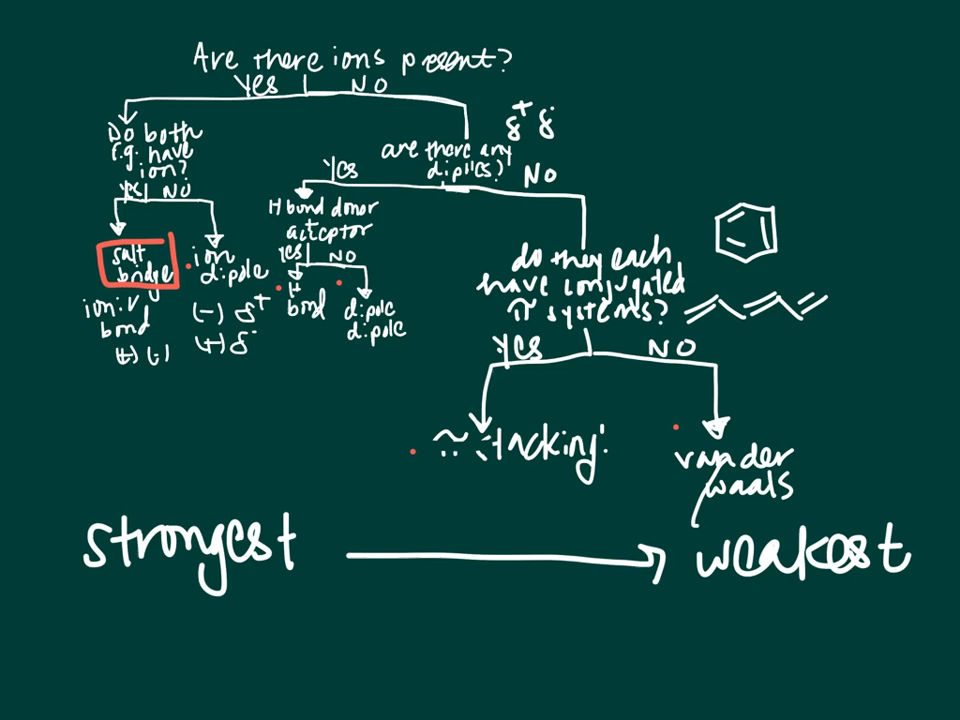 Are there ions present?
Yes NO
Do both
f.g. have
ion?
Yes NO
salt
bridge
ionic
bond
(+) (-)
ion
dipole
(-) δ+
(+) δ-
δ+ δ-
are there any
dipoles?
Yes NO
H bond donor
acceptor
Yes NO
H
bond
dipole
dipole
do they each
have conjugated
π systems?
Yes NO
π stacking
van der
waals
strongest
weakest